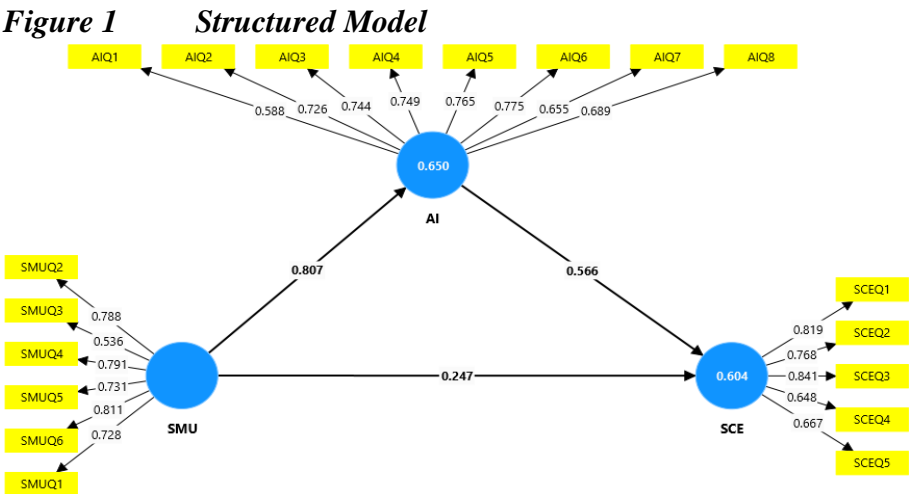 Figure 1 Structured Model
AIQ1 AIQ2 AIQ3 AIQ4 AIQ5 AIQ6 AIQ7 AIQ8
0.588 0.726 0.744 0.749 0.765 0.775 0.655 0.689
0.650
AI
0.807
0.566
SMUQ2
SMUQ3
SMUQ4
SMUQ5
SMUQ6
SMUQ1
0.788
0.536
0.791
0.731
0.811
0.728
SMU
0.247
0.604
SCE
0.819
0.768
0.841
0.648
0.667
SCEQ1
SCEQ2
SCEQ3
SCEQ4
SCEQ5